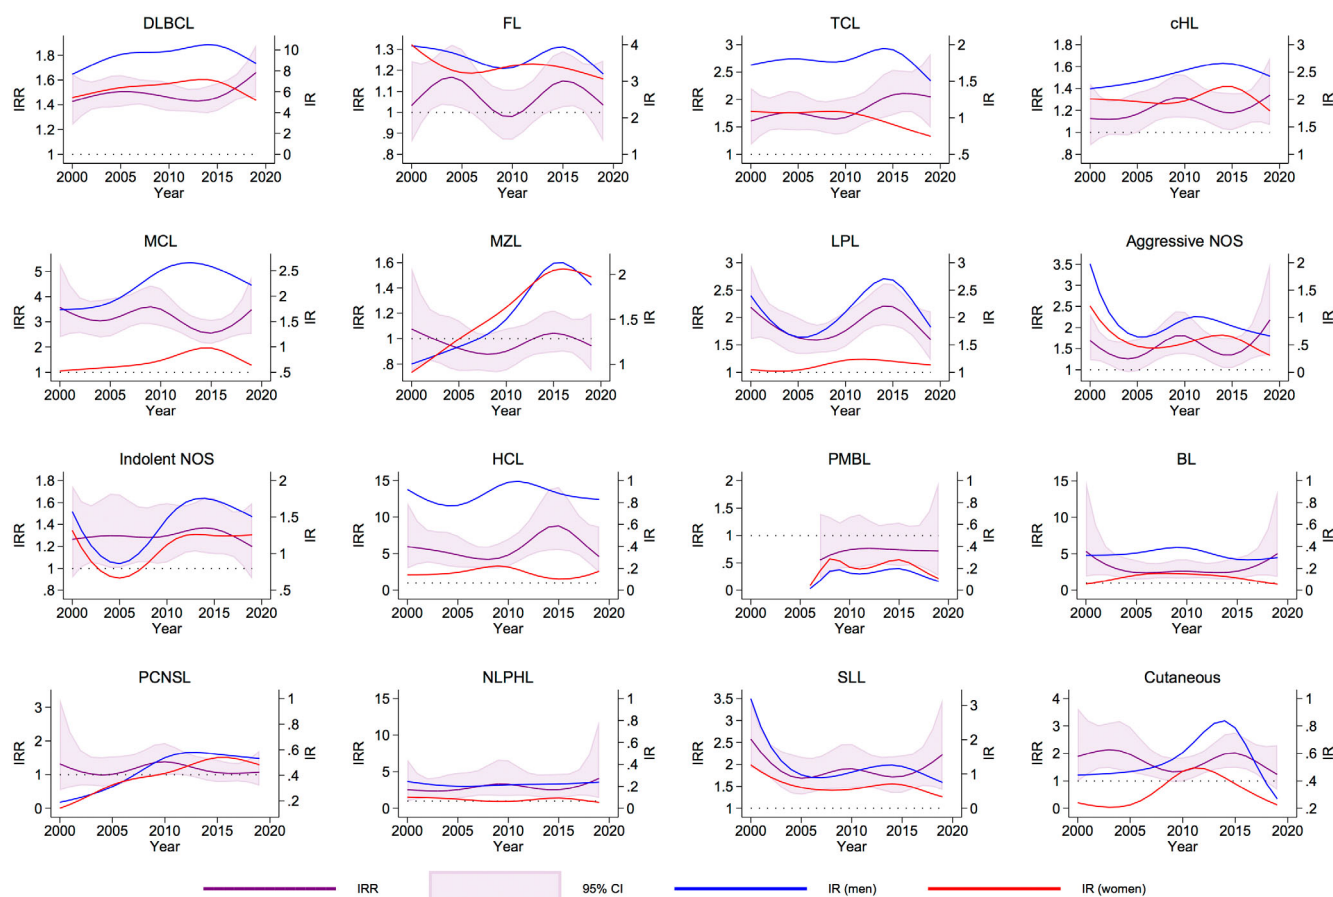 DLBCL FL TCL cHL
IRR 1.8 1.6 1.4 1.2 1
10 8 6 4 2 0 IR
2000 2005 2010 2015 2020
Year
IRR 1.3 1.2 1.1 1 .9 .8
4 3 2 1 IR
2000 2005 2010 2015 2020
Year
IRR 3 2.5 2 1.5 1
2 1.5 1 .5 IR
2000 2005 2010 2015 2020
Year
IRR 1.8 1.6 1.4 1.2 1 .8
3 2.5 2 1.5 1 IR
2000 2005 2010 2015 2020
Year
MCL MZL LPL Aggressive NOS
IRR 5 4 3 2 1
2.5 2 1.5 1 .5 IR
2000 2005 2010 2015 2020
Year
IRR 1.6 1.4 1.2 1 .8
2 1.5 1 IR
2000 2005 2010 2015 2020
Year
IRR 3 2.5 2 1.5 1
3 2.5 2 1.5 1 IR
2000 2005 2010 2015 2020
Year
IRR 3.5 2.5 2 1.5 1
2 1.5 1 .5 0 IR
2000 2005 2010 2015 2020
Year
Indolent NOS HCL PMBL BL
IRR 1.8 1.6 1.4 1.2 1 .8
2 1.5 1 .5 IR
2000 2005 2010 2015 2020
Year
IRR 15 10 5 0
1 .8 .6 .4 .2 0 IR
2000 2005 2010 2015 2020
Year
IRR 2 1.5 1 .5 0
1 .8 .6 .4 .2 0 IR
2000 2005 2010 2015 2020
Year
IRR 15 10 5 0
1 .8 .6 .4 .2 0 IR
2000 2005 2010 2015 2020
Year
PCNSL NLPHL SLL Cutaneous
IRR 3 2 1 0
1 .8 .6 .4 .2 IR
2000 2005 2010 2015 2020
Year
IRR 15 10 5 0
1 .8 .6 .4 .2 0 IR
2000 2005 2010 2015 2020
Year
IRR 3.5 3 2.5 2 1.5 1
3 2 1 0 IR
2000 2005 2010 2015 2020
Year
IRR 4 3 2 1 0
1 .8 .6 .4 .2 IR
2000 2005 2010 2015 2020
Year
IRR 95% CI IR (men) IR (women)